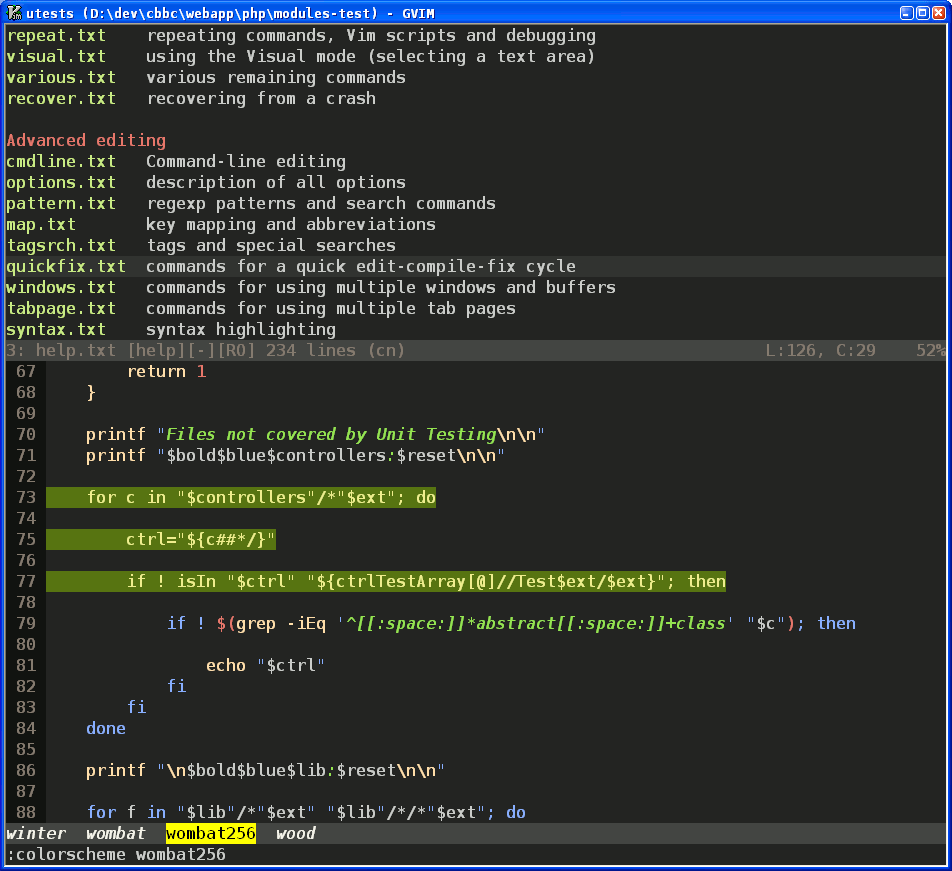 utests (D:\dev\cbbc\webapp\php\modules-test) - GVIM
repeat.txt    repeating commands, Vim scripts and debugging
visual.txt    using the Visual mode (selecting a text area)
various.txt   various remaining commands
recover.txt   recovering from a crash
Advanced editing
cmdline.txt   Command-line editing
options.txt   description of all options
pattern.txt   regexp patterns and search commands
map.txt       key mapping and abbreviations
tagsrch.txt   tags and special searches
quickfix.txt  commands for a quick edit-compile-fix cycle
windows.txt   commands for using multiple windows and buffers
tabpage.txt   commands for using multiple tab pages
syntax.txt    syntax highlighting
3: help.txt [help][-][RO] 234 lines (cn)                                    L:126, C:29    52%
67         return 1
68     }
69
70     printf "Files not covered by Unit Testing\n\n"
71     printf "$bold$blue$controllers:$reset\n\n"
72
73     for c in "$controllers"/*"$ext"; do
74
75         ctrl="${c##*/}"
76
77         if ! isIn "$ctrl" "${ctrlTestArray[@]//Test$ext/$ext}"; then
78
79             if ! $(grep -iEq '^[[:space:]]*abstract[[:space:]]+class' "$c"); then
80
81                 echo "$ctrl"
82             fi
83         fi
84     done
85
86     printf "\n$bold$blue$lib:$reset\n\n"
87
88     for f in "$lib"/*"$ext" "$lib"/*/*"$ext"; do
winter  wombat  wombat256  wood
:colorscheme wombat256